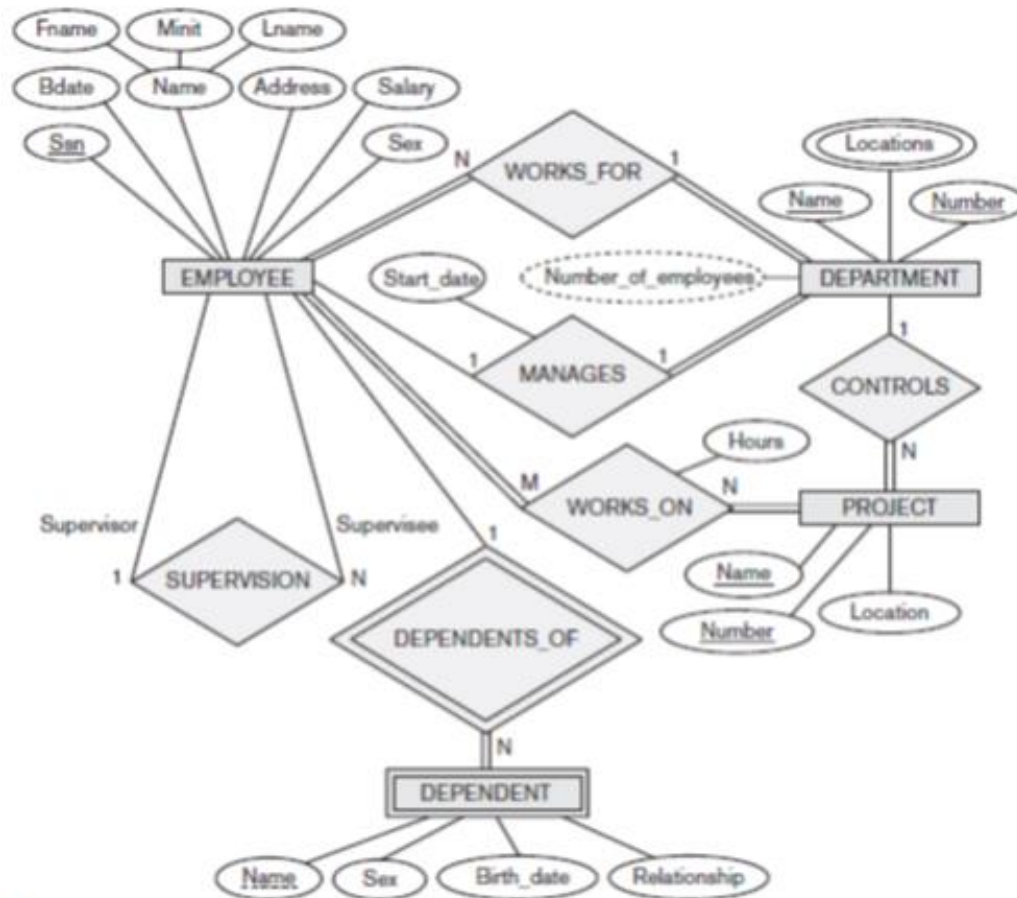 Fname Minit Lname
Bdate Name Address Salary
Ssn Sex
N WORKS_FOR 1
Locations
Name Number
EMPLOYEE Start_date Number_of_employees DEPARTMENT
1 MANAGES 1
1
CONTROLS
N
Hours
M WORKS_ON N PROJECT
Supervisor Supervisee
1 SUPERVISION N
1
Name
Number Location
DEPENDENTS_OF
N
DEPENDENT
Name Sex Birth_date Relationship